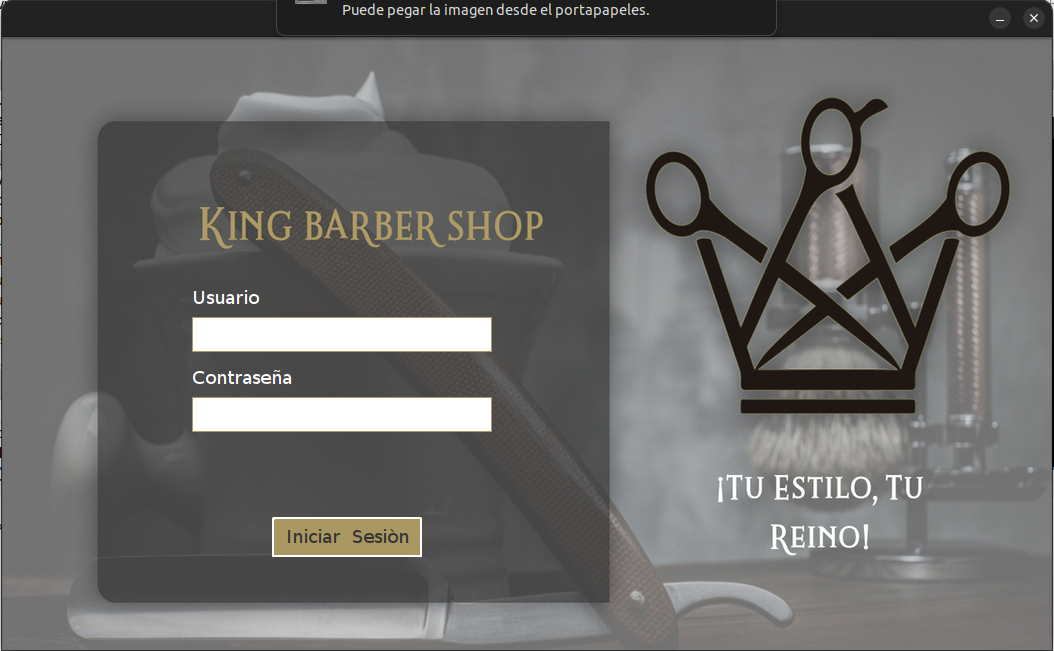 Puede pegar la imagen desde el portapapeles.
King barber shop
Usuario
Contraseña
Iniciar Sesiòn
¡Tu Estilo, Tu
Reino!